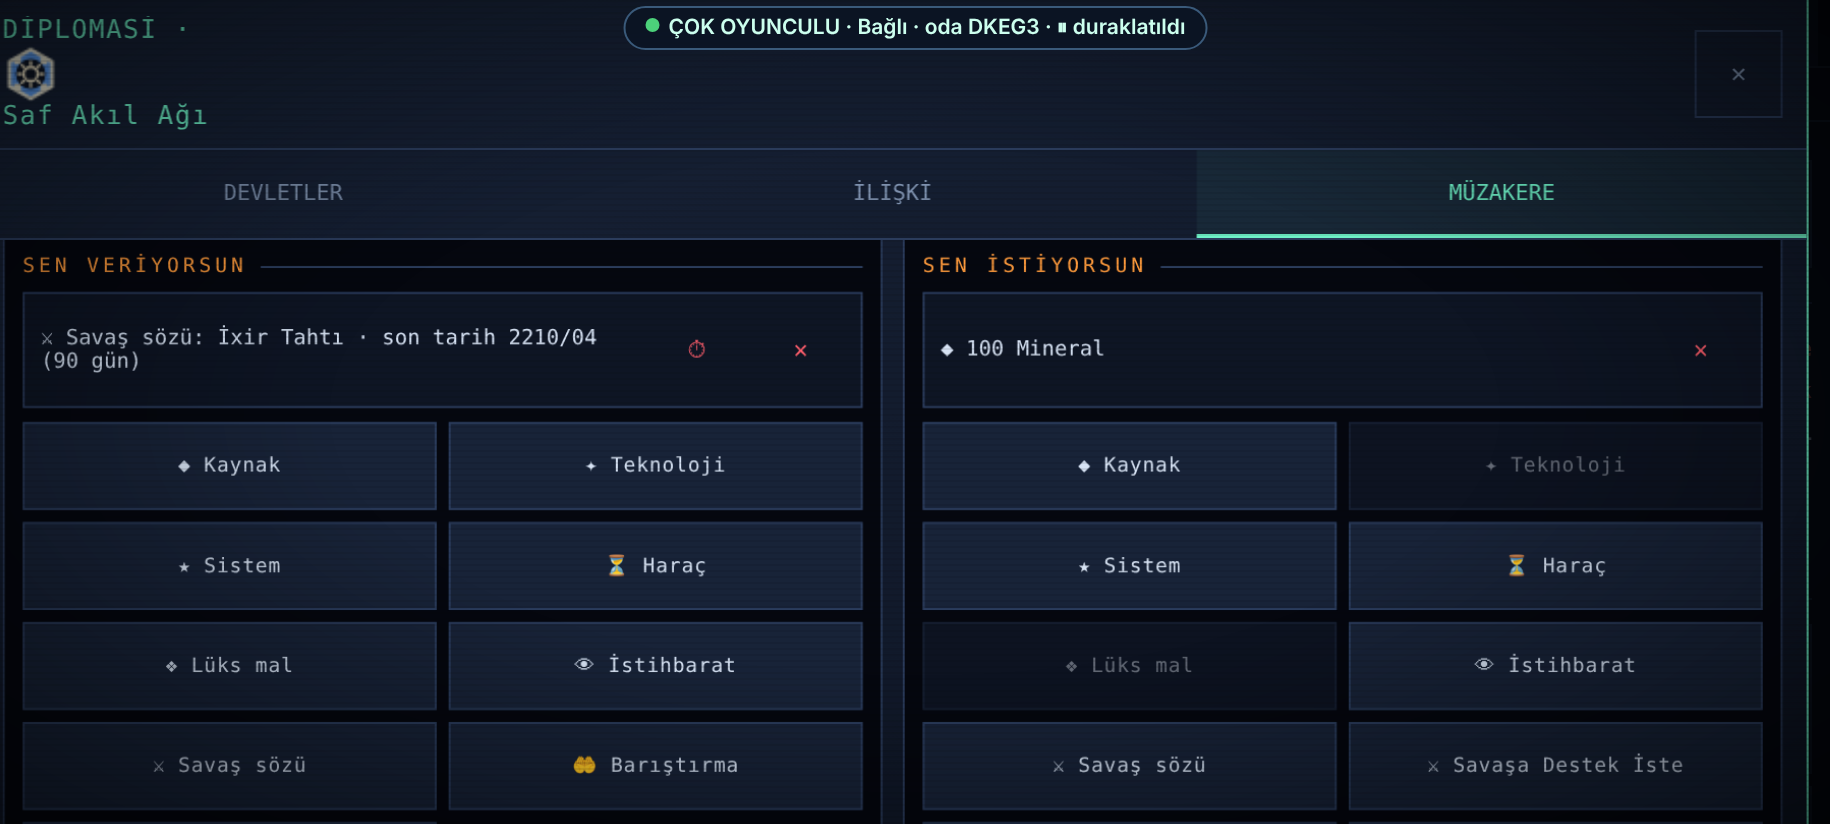 DİPLOMASİ ·
ÇOK OYUNCULU · Bağlı · oda DKEG3 · ⏸ duraklatıldı
×
Saf Akıl Ağı
DEVLETLER
İLİŞKİ
MÜZAKERE
SEN VERİYORSUN
⚔ Savaş sözü: İxir Tahtı · son tarih 2210/04
(90 gün)
⏱ ×
◆ Kaynak
✦ Teknoloji
★ Sistem
⏳ Haraç
❖ Lüks mal
👁 İstihbarat
⚔ Savaş sözü
🤲 Barıştırma
SEN İSTİYORSUN
◆ 100 Mineral
×
◆ Kaynak
✦ Teknoloji
★ Sistem
⏳ Haraç
❖ Lüks mal
👁 İstihbarat
⚔ Savaş sözü
⚔ Savaşa Destek İste